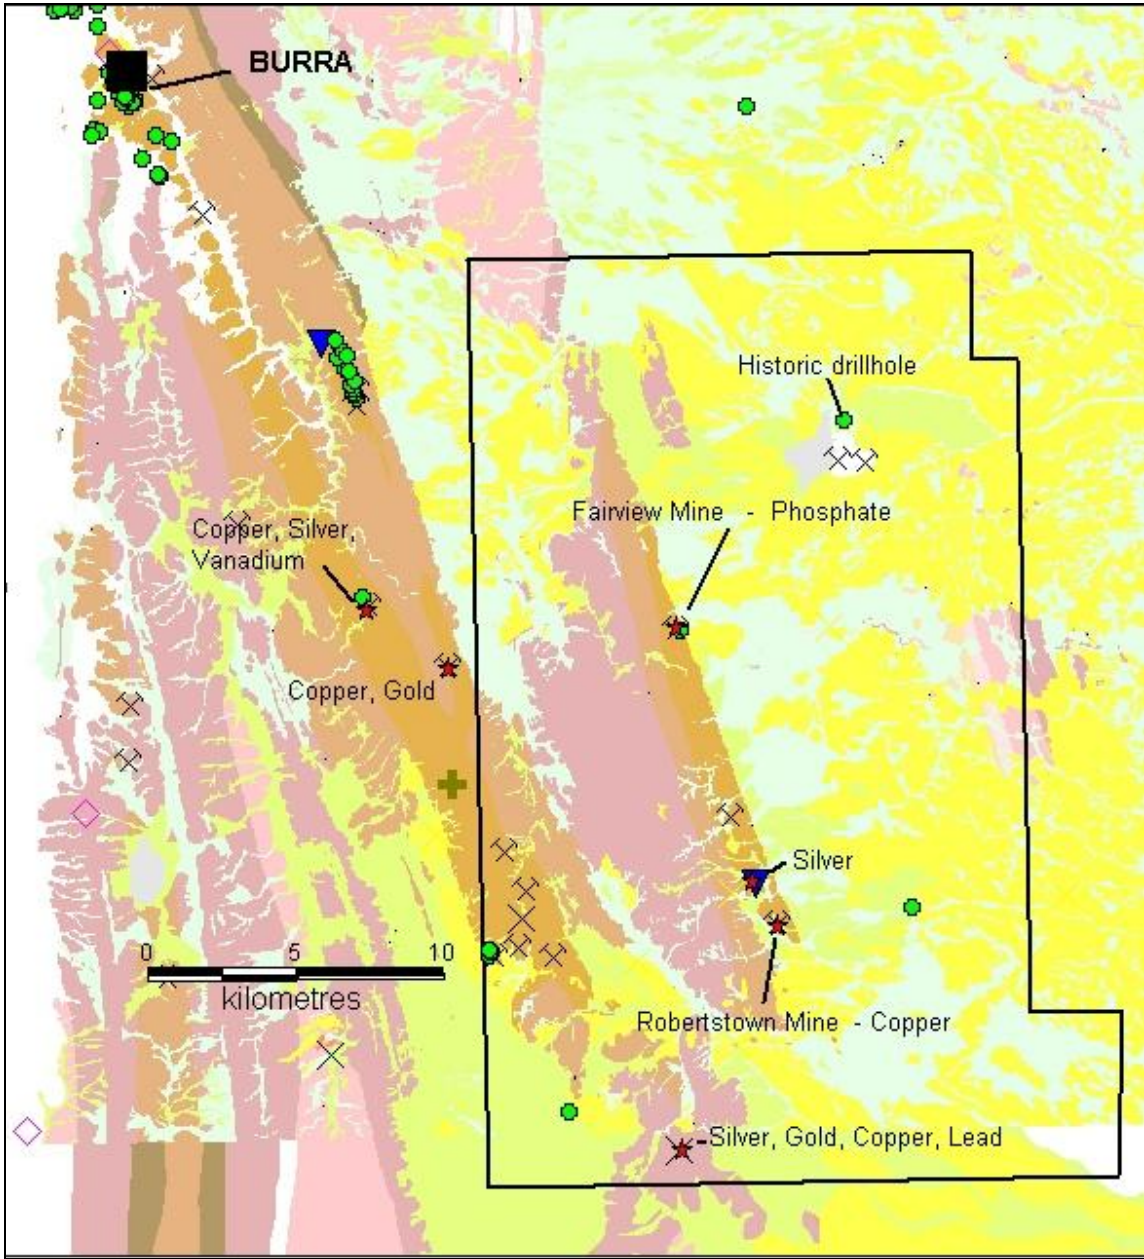 BURRA
Historic drillhole
Fairview Mine - Phosphate
Copper, Silver,
Vanadium
Copper, Gold
Silver
0 5 10
kilometres
Robertstown Mine - Copper
Silver, Gold, Copper, Lead